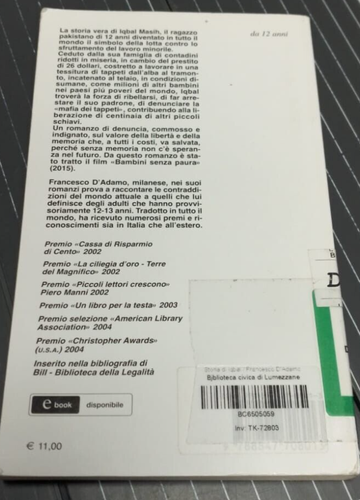 da 12 anni
La storia vera di Iqbal Masih, il ragazzo
pakistano di 12 anni diventato in tutto il
mondo il simbolo della lotta contro lo
sfruttamento del lavoro minorile.
Ceduto dalla sua famiglia di contadini
ridotti in miseria, in cambio del prestito
di 26 dollari, costretto a lavorare in una
tessitura di tappeti dall'alba al tramon-
to, incatenato al telaio, in condizioni di-
sumane, come milioni di altri bambini
nei paesi più poveri del mondo, Iqbal
troverà la forza di ribellarsi, di far arre-
stare il suo padrone, di denunciare la
«mafia dei tappeti», contribuendo alla li-
berazione di centinaia di altri piccoli
schiavi.
Un romanzo di denuncia, commosso e
indignato, sul valore della libertà e della
memoria che, a tutti i costi, va salvata,
perché senza memoria non c'è speran-
za nel futuro. Da questo romanzo è sta-
to tratto il film «Bambini senza paura»
(2015).
Francesco D'Adamo, milanese, nei suoi
romanzi prova a raccontare le contraddi-
zioni del mondo attuale a quelli che lui
definisce degli adulti che hanno provvi-
soriamente 12-13 anni. Tradotto in tutto il
mondo, ha ricevuto numerosi premi e ri-
conoscimenti sia in Italia che all'estero.
Premio «Cassa di Risparmio
di Cento» 2002
Premio «La ciliegia d'oro - Terre
del Magnifico» 2002
Premio «Piccoli lettori crescono»
Piero Manni 2002
Premio «Un libro per la testa» 2003
Premio selezione «American Library
Association» 2004
Premio «Christopher Awards»
(U.S.A.) 2004
Inserito nella bibliografia di
Bill - Biblioteca della Legalità
e book disponibile
€ 11,00
Storia di Iqbal / Francesco D'Adamo
Biblioteca civica di Lumezzane
BC6505059
Inv. TK-72803